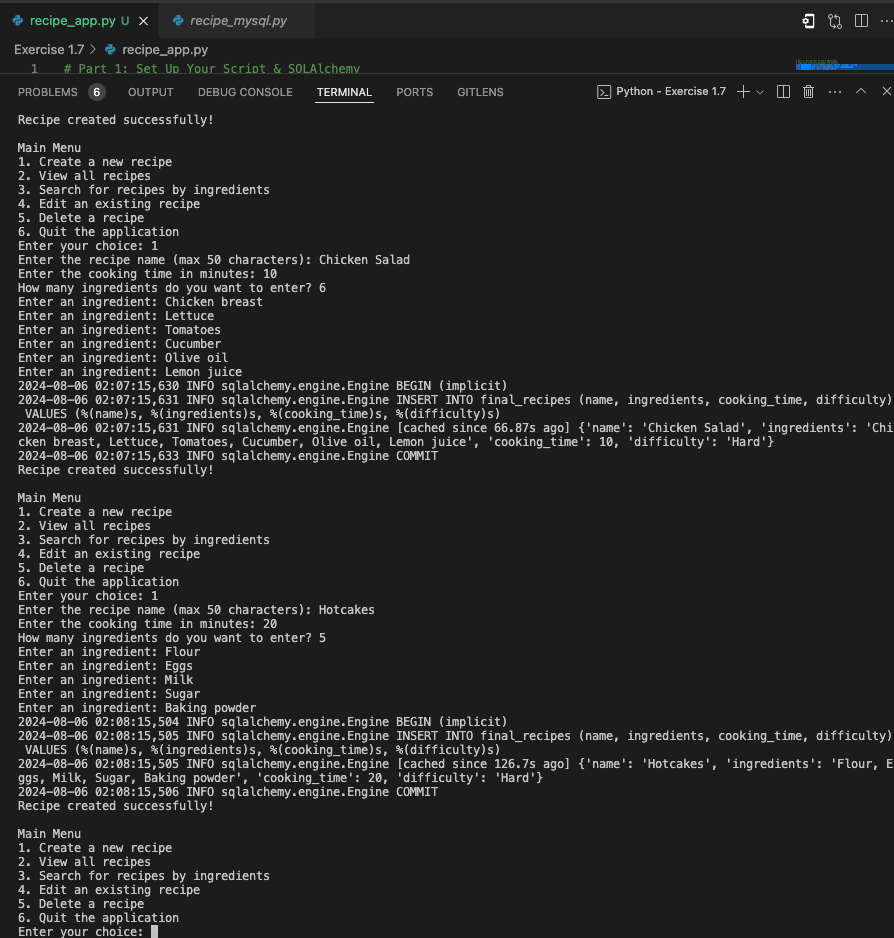 recipe_app.py U
recipe_mysql.py
Exercise 1.7 > recipe_app.py
1 # Part 1: Set Up Your Script & SQLAlchemy
PROBLEMS 6 OUTPUT DEBUG CONSOLE TERMINAL PORTS GITLENS Python - Exercise 1.7
Recipe created successfully!
Main Menu
1. Create a new recipe
2. View all recipes
3. Search for recipes by ingredients
4. Edit an existing recipe
5. Delete a recipe
6. Quit the application
Enter your choice: 1
Enter the recipe name (max 50 characters): Chicken Salad
Enter the cooking time in minutes: 10
How many ingredients do you want to enter? 6
Enter an ingredient: Chicken breast
Enter an ingredient: Lettuce
Enter an ingredient: Tomatoes
Enter an ingredient: Cucumber
Enter an ingredient: Olive oil
Enter an ingredient: Lemon juice
2024-08-06 02:07:15,630 INFO sqlalchemy.engine.Engine BEGIN (implicit)
2024-08-06 02:07:15,631 INFO sqlalchemy.engine.Engine INSERT INTO final_recipes (name, ingredients, cooking_time, difficulty)
VALUES (%(name)s, %(ingredients)s, %(cooking_time)s, %(difficulty)s)
2024-08-06 02:07:15,631 INFO sqlalchemy.engine.Engine [cached since 66.87s ago] {'name': 'Chicken Salad', 'ingredients': 'Chi
cken breast, Lettuce, Tomatoes, Cucumber, Olive oil, Lemon juice', 'cooking_time': 10, 'difficulty': 'Hard'}
2024-08-06 02:07:15,633 INFO sqlalchemy.engine.Engine COMMIT
Recipe created successfully!
Main Menu
1. Create a new recipe
2. View all recipes
3. Search for recipes by ingredients
4. Edit an existing recipe
5. Delete a recipe
6. Quit the application
Enter your choice: 1
Enter the recipe name (max 50 characters): Hotcakes
Enter the cooking time in minutes: 20
How many ingredients do you want to enter? 5
Enter an ingredient: Flour
Enter an ingredient: Eggs
Enter an ingredient: Milk
Enter an ingredient: Sugar
Enter an ingredient: Baking powder
2024-08-06 02:08:15,504 INFO sqlalchemy.engine.Engine BEGIN (implicit)
2024-08-06 02:08:15,505 INFO sqlalchemy.engine.Engine INSERT INTO final_recipes (name, ingredients, cooking_time, difficulty)
VALUES (%(name)s, %(ingredients)s, %(cooking_time)s, %(difficulty)s)
2024-08-06 02:08:15,505 INFO sqlalchemy.engine.Engine [cached since 126.7s ago] {'name': 'Hotcakes', 'ingredients': 'Flour, E
ggs, Milk, Sugar, Baking powder', 'cooking_time': 20, 'difficulty': 'Hard'}
2024-08-06 02:08:15,506 INFO sqlalchemy.engine.Engine COMMIT
Recipe created successfully!
Main Menu
1. Create a new recipe
2. View all recipes
3. Search for recipes by ingredients
4. Edit an existing recipe
5. Delete a recipe
6. Quit the application
Enter your choice: